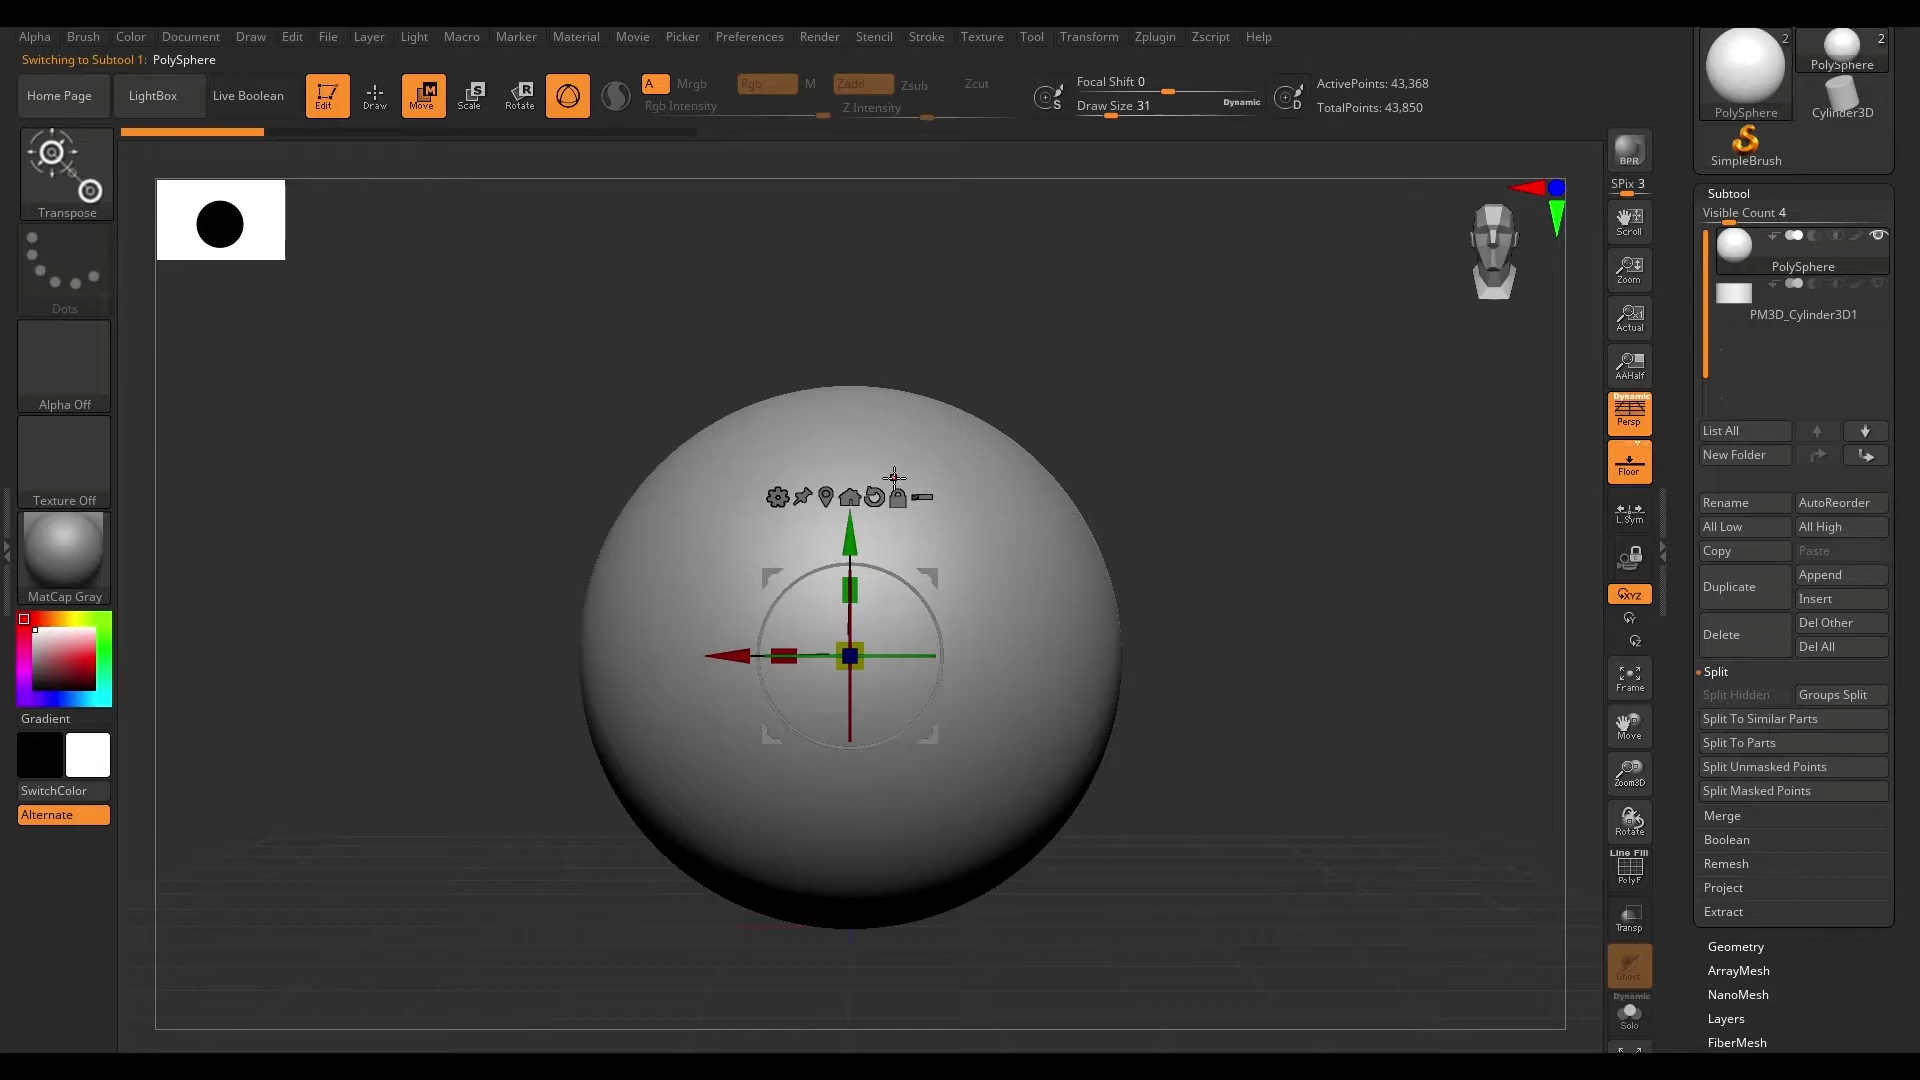 Alpha Brush Color Document Draw Edit File Layer Light Macro Marker Material Movie Picker Preferences Render Stencil Stroke Texture Tool Transform Zplugin Zscript Help
Switching to Subtool 1: PolySphere
Home Page LightBox Live Boolean Edit Draw Move Scale Rotate
A Mrgb Rgb M Zadd Zsub Zcut
Rgb Intensity Z Intensity
Focal Shift 0
Draw Size 31 Dynamic
ActivePoints: 43,368
TotalPoints: 43,850
Transpose
Dots
Alpha Off
Texture Off
MatCap Gray
Gradient
SwitchColor
Alternate
BPR
SPix 3
Scroll
Zoom
Actual
AAHalf
Dynamic
Persp
Floor
L.Sym
XYZ
Frame
Move
Zoom3D
Rotate
Line Fill
PolyF
Transp
Ghost
Dynamic
Solo
2 2
PolySphere
PolySphere Cylinder3D
SimpleBrush
Subtool
Visible Count 4
PolySphere
PM3D_Cylinder3D1
List All
New Folder
Rename AutoReorder
All Low All High
Copy Paste
Duplicate Append
Insert
Delete Del Other
Del All
Split
Split Hidden Groups Split
Split To Similar Parts
Split To Parts
Split Unmasked Points
Split Masked Points
Merge
Boolean
Remesh
Project
Extract
Geometry
ArrayMesh
NanoMesh
Layers
FiberMesh